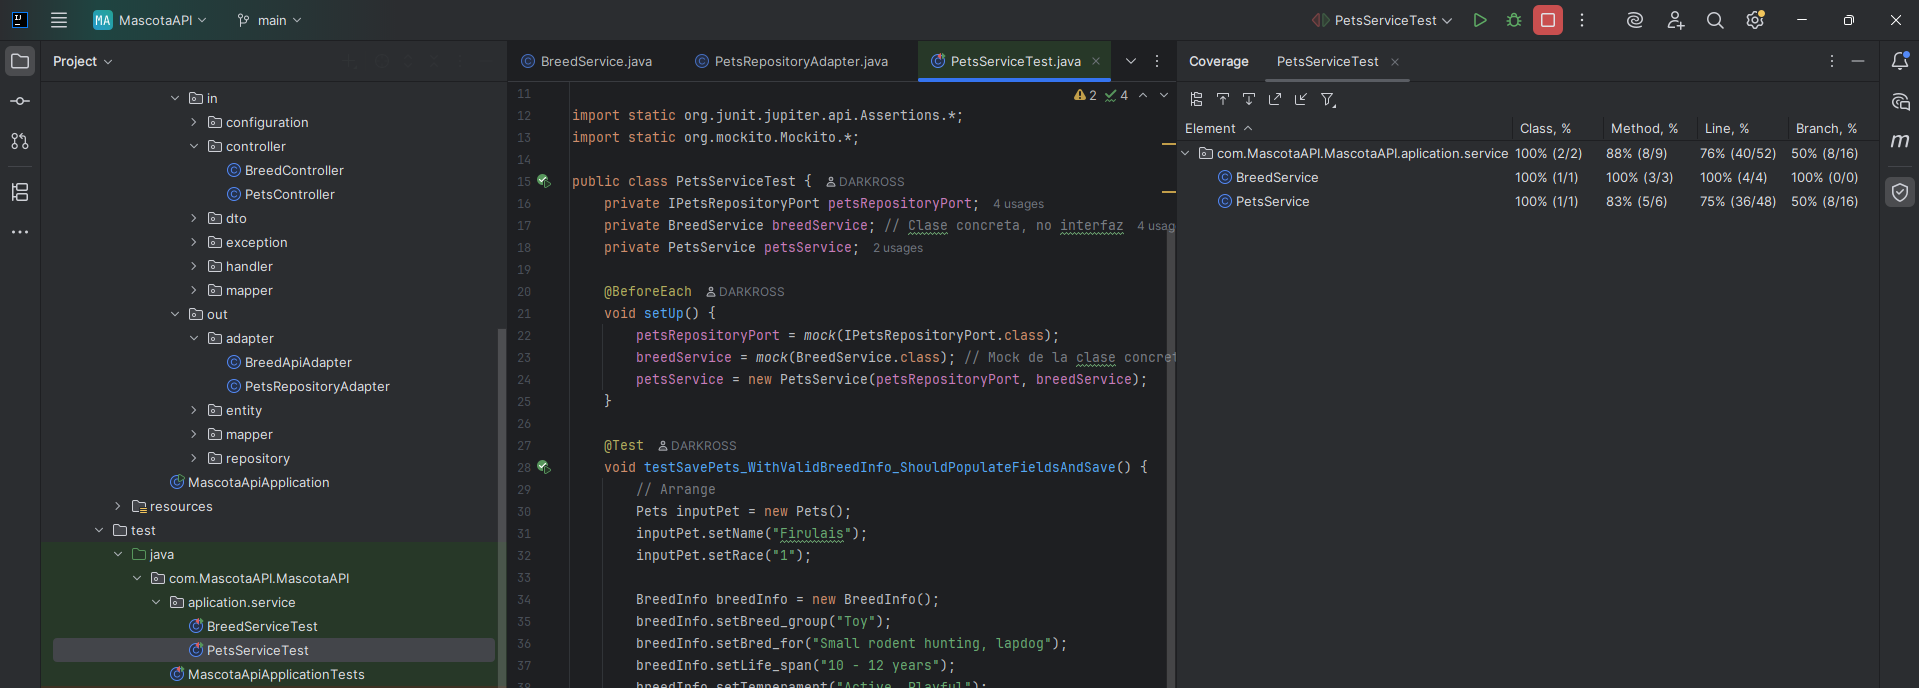 MA MascotaAPI main PetsServiceTest
Project
in
configuration
controller
BreedController
PetsController
dto
exception
handler
mapper
out
adapter
BreedApiAdapter
PetsRepositoryAdapter
entity
mapper
repository
MascotaApiApplication
resources
test
java
com.MascotaAPI.MascotaAPI
aplication.service
BreedServiceTest
PetsServiceTest
MascotaApiApplicationTests
BreedService.java PetsRepositoryAdapter.java PetsServiceTest.java
2 4
11
12 import static org.junit.jupiter.api.Assertions.*;
13 import static org.mockito.Mockito.*;
14
15 public class PetsServiceTest { DARKROSS
16 private IPetsRepositoryPort petsRepositoryPort; 4 usages
17 private BreedService breedService; // Clase concreta, no interfaz 4 usag
18 private PetsService petsService; 2 usages
19
20 @BeforeEach DARKROSS
21 void setUp() {
22 petsRepositoryPort = mock(IPetsRepositoryPort.class);
23 breedService = mock(BreedService.class); // Mock de la clase concret
24 petsService = new PetsService(petsRepositoryPort, breedService);
25 }
26
27 @Test DARKROSS
28 void testSavePets_WithValidBreedInfo_ShouldPopulateFieldsAndSave() {
29 // Arrange
30 Pets inputPet = new Pets();
31 inputPet.setName("Firulais");
32 inputPet.setRace("1");
33
34 BreedInfo breedInfo = new BreedInfo();
35 breedInfo.setBreed_group("Toy");
36 breedInfo.setBred_for("Small rodent hunting, lapdog");
37 breedInfo.setLife_span("10 - 12 years");
38 breedInfo.setTemperament("Active, Playful");
Coverage PetsServiceTest
Element Class, % Method, % Line, % Branch, %
com.MascotaAPI.MascotaAPI.aplication.service 100% (2/2) 88% (8/9) 76% (40/52) 50% (8/16)
BreedService 100% (1/1) 100% (3/3) 100% (4/4) 100% (0/0)
PetsService 100% (1/1) 83% (5/6) 75% (36/48) 50% (8/16)
m